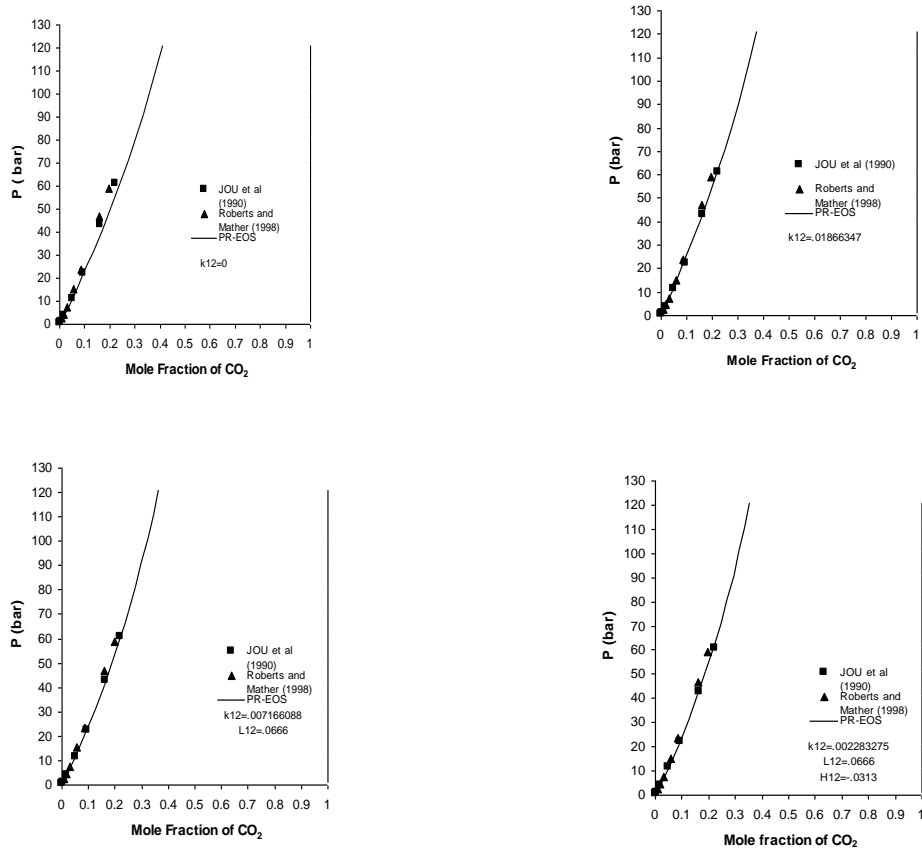 130
120
110
100
90
80
70
60
50
40
30
20
10
0
P ( bar)
JOU et al
(1990)
Roberts and
Mather (1998)
PR-EOS
k12=0
0 0.1 0.2 0.3 0.4 0.5 0.6 0.7 0.8 0.9 1
Mole Fraction of CO2
130
120
110
100
90
80
70
60
50
40
30
20
10
0
P (bar)
JOU et al (1990)
Roberts and
Mather (1998)
PR-EOS
k12=.01866347
0 0.1 0.2 0.3 0.4 0.5 0.6 0.7 0.8 0.9 1
Mole Fraction of CO2
130
120
110
100
90
80
70
60
50
40
30
20
10
0
P (bar)
JOU et al
(1990)
Roberts and
Mather (1998)
PR-EOS
k12=.007166088
L12=.0666
0 0.1 0.2 0.3 0.4 0.5 0.6 0.7 0.8 0.9 1
Mole Fraction of CO2
130
120
110
100
90
80
70
60
50
40
30
20
10
0
P (bar)
JOU et al
(1990)
Roberts and
Mather (1998)
PR-EOS
k12=.002283275
L12=.0666
H12=-.0313
0 0.1 0.2 0.3 0.4 0.5 0.6 0.7 0.8 0.9 1
Mole fraction of CO2